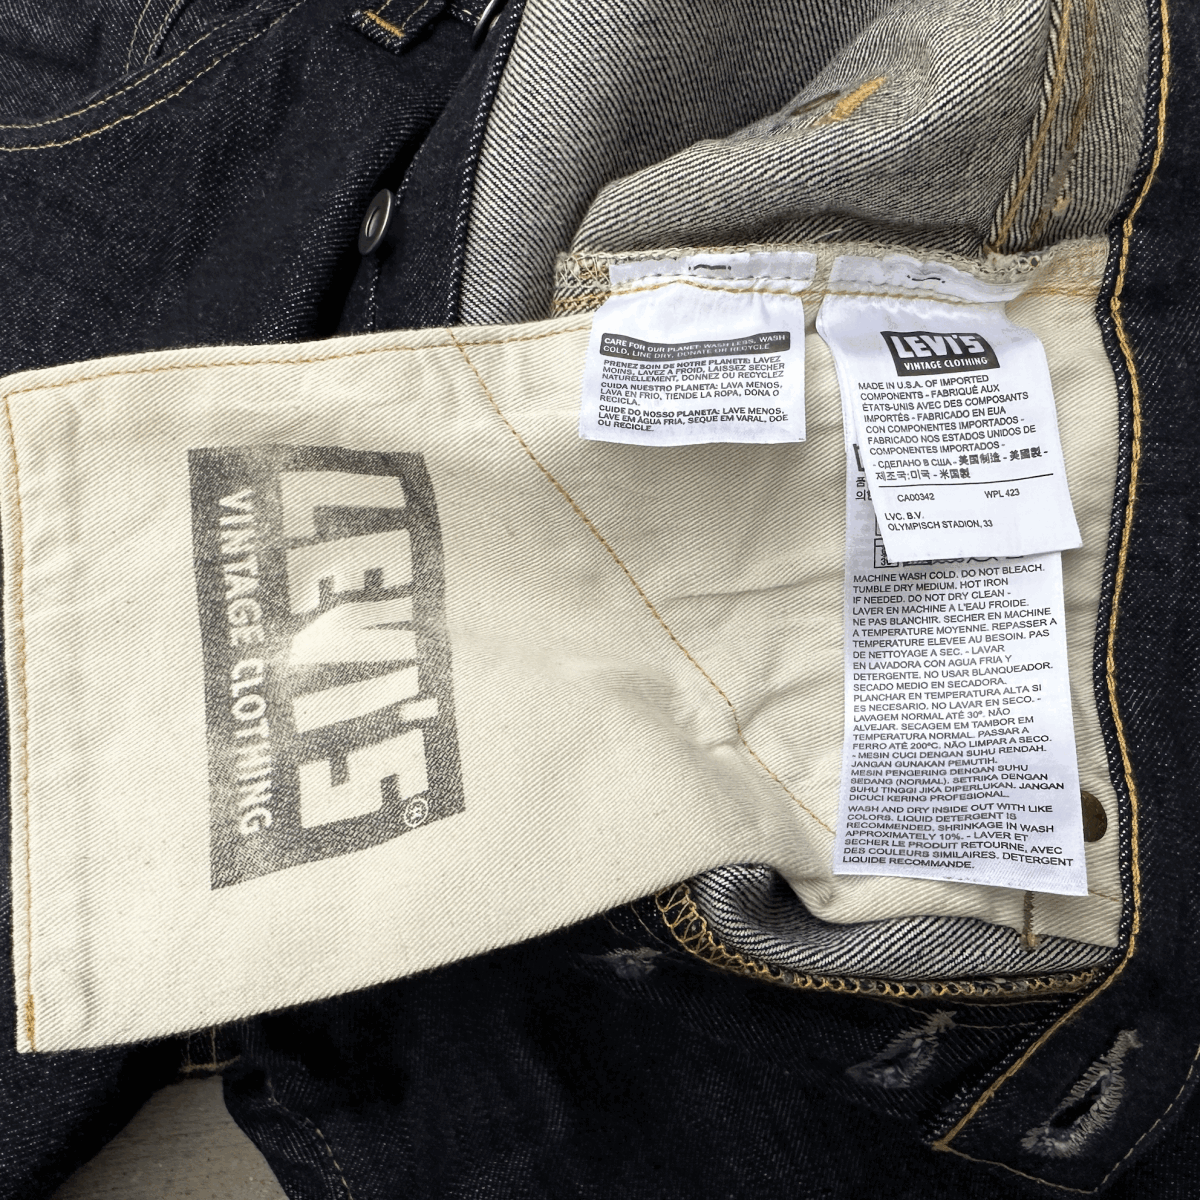 CARE FOR OUR PLANET: WASH LESS, WASH
COLD, LINE DRY, DONATE OR RECYCLE
PRENEZ SOIN DE NOTRE PLANETE: LAVEZ
MOINS, LAVEZ A FROID, LAISSEZ SECHER
NATURELLEMENT, DONNEZ OU RECYCLEZ
CUIDA NUESTRO PLANETA: LAVA MENOS,
LAVA EN FRIO, TIENDE LA ROPA, DONA O
RECICLA.
CUIDE DO NOSSO PLANETA: LAVE MENOS,
LAVE EM ÁGUA FRIA, SEQUE EM VARAL, DOE
OU RECICLE.
LEVI'S
VINTAGE CLOTHING
MADE IN U.S.A. OF IMPORTED
COMPONENTS - FABRIQUÉ AUX
ÉTATS-UNIS AVEC DES COMPOSANTS
IMPORTÉS - FABRICADO EN EUA
CON COMPONENTES IMPORTADOS -
FABRICADO NOS ESTADOS UNIDOS DE
COMPONENTES IMPORTADOS -
- СДЕЛАНО В США - 美国制造 - 美國製 -
제조국:미국 - 米国製
CA00342 WPL 423
LVC. B.V.
OLYMPISCH STADION, 33
MACHINE WASH COLD. DO NOT BLEACH.
TUMBLE DRY MEDIUM. HOT IRON
IF NEEDED. DO NOT DRY CLEAN -
LAVER EN MACHINE A L'EAU FROIDE.
NE PAS BLANCHIR. SECHER EN MACHINE
A TEMPERATURE MOYENNE. REPASSER A
TEMPERATURE ELEVEE AU BESOIN. PAS
DE NETTOYAGE A SEC. - LAVAR
EN LAVADORA CON AGUA FRIA Y
DETERGENTE. NO USAR BLANQUEADOR.
SECADO MEDIO EN SECADORA.
PLANCHAR EN TEMPERATURA ALTA SI
ES NECESARIO. NO LAVAR EN SECO. -
LAVAGEM NORMAL ATÉ 30º. NÃO
ALVEJAR. SECAGEM EM TAMBOR EM
TEMPERATURA NORMAL. PASSAR A
FERRO ATÉ 200ºC. NÃO LIMPAR A SECO.
- MESIN CUCI DENGAN SUHU RENDAH.
JANGAN GUNAKAN PEMUTIH.
MESIN PENGERING DENGAN SUHU
SEDANG (NORMAL). SETRIKA DENGAN
SUHU TINGGI JIKA DIPERLUKAN. JANGAN
DICUCI KERING PROFESIONAL.
WASH AND DRY INSIDE OUT WITH LIKE
COLORS. LIQUID DETERGENT IS
RECOMMENDED. SHRINKAGE IN WASH
APPROXIMATELY 10%. - LAVER ET
SECHER LE PRODUIT RETOURNE, AVEC
DES COULEURS SIMILAIRES. DETERGENT
LIQUIDE RECOMMANDE.
LEVI'S®
VINTAGE CLOTHING